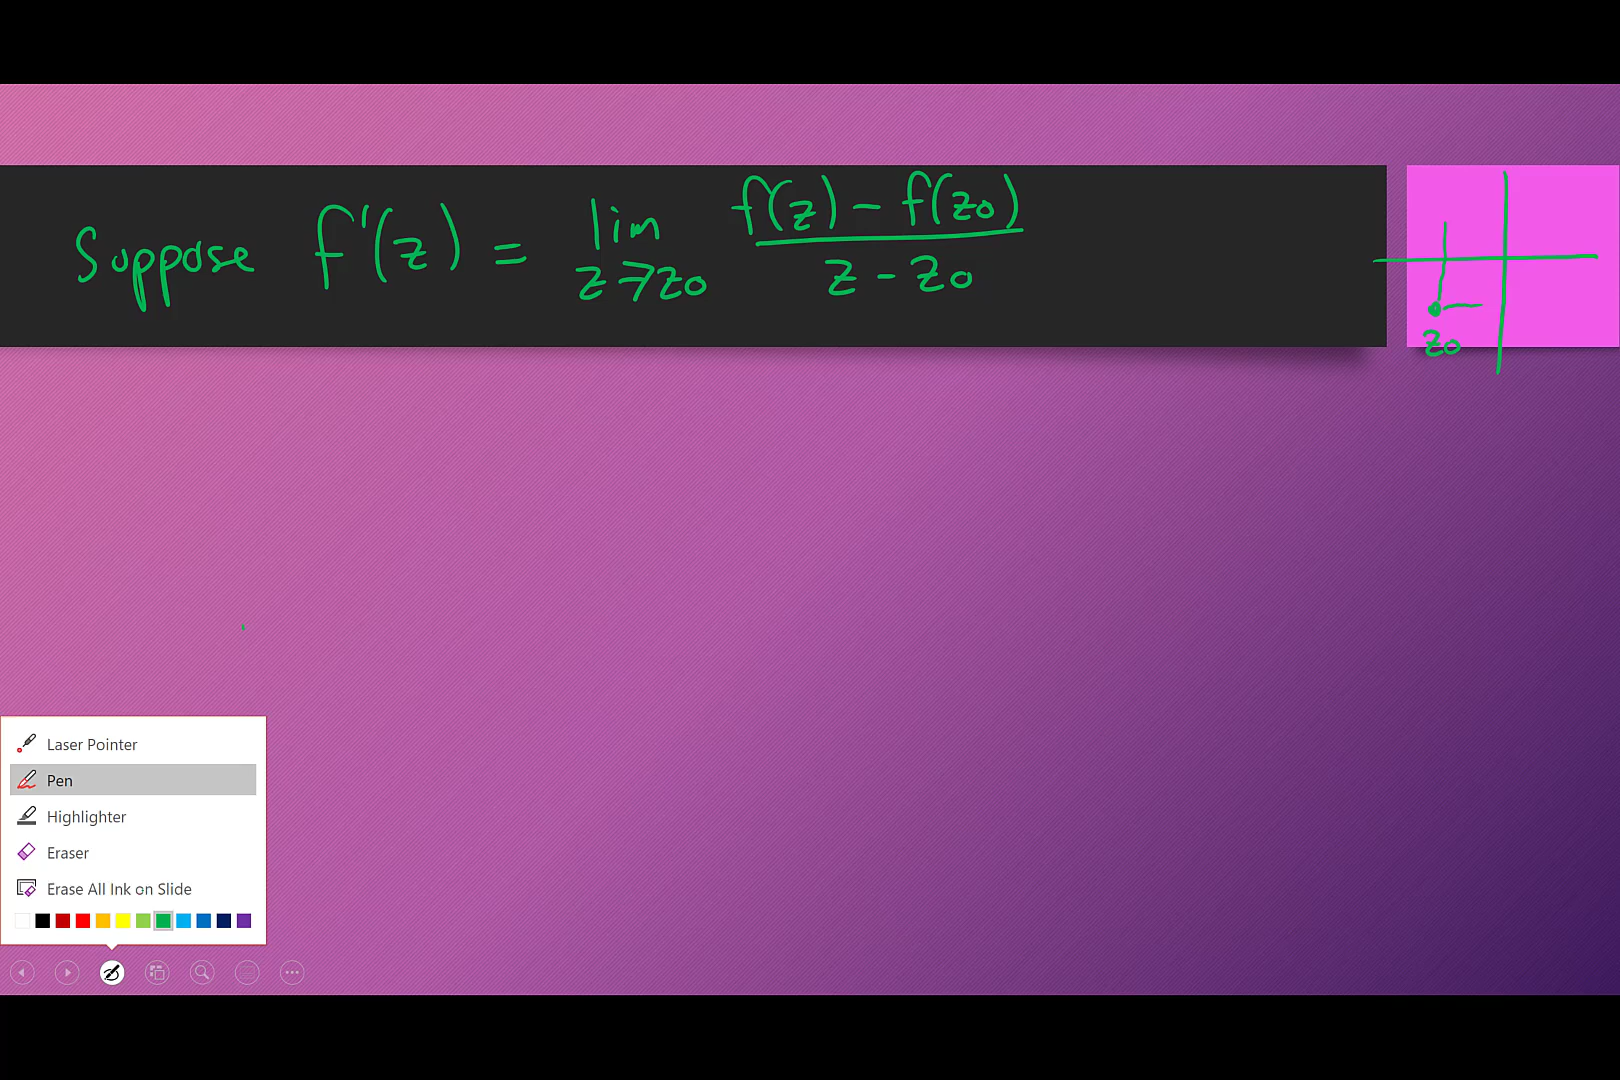 Suppose f'(z) = lim z→z0 f(z) - f(z0) / z - z0
z0
Laser Pointer
Pen
Highlighter
Eraser
Erase All Ink on Slide